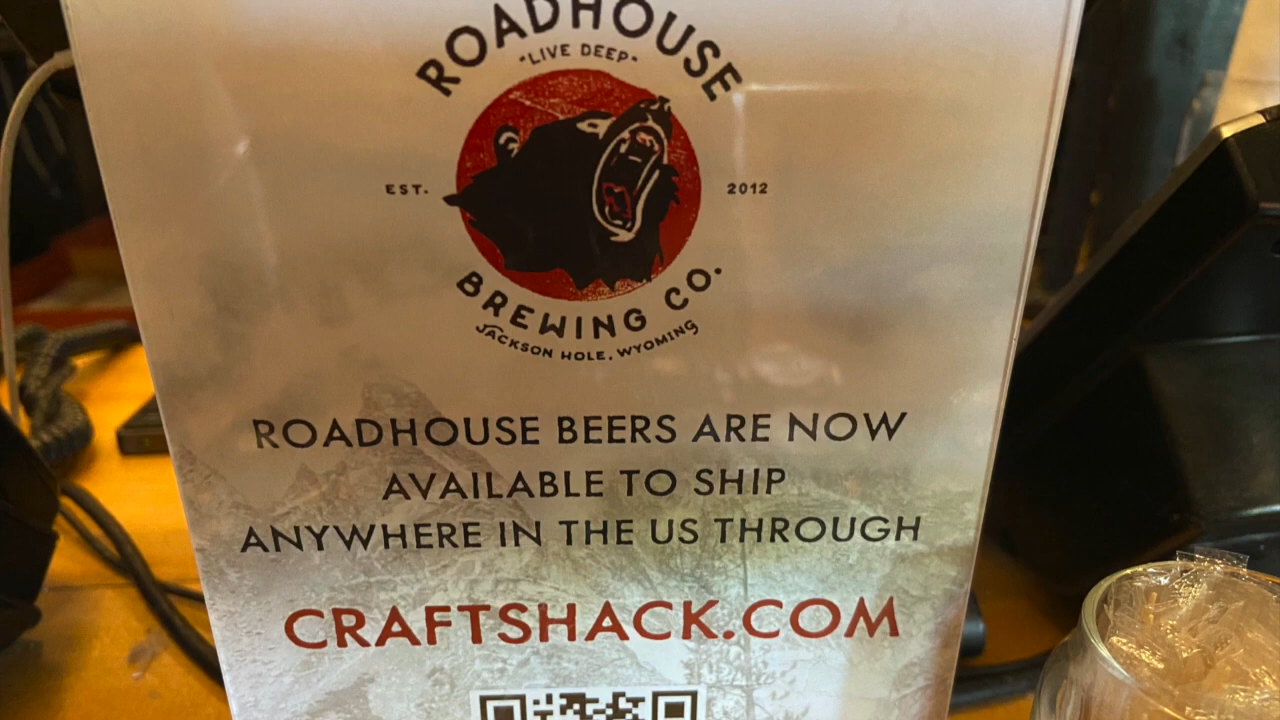 ROADHOUSE
-LIVE DEEP-
EST. 2012
BREWING CO.
JACKSON HOLE, WYOMING
ROADHOUSE BEERS ARE NOW
AVAILABLE TO SHIP
ANYWHERE IN THE US THROUGH
CRAFTSHACK.COM